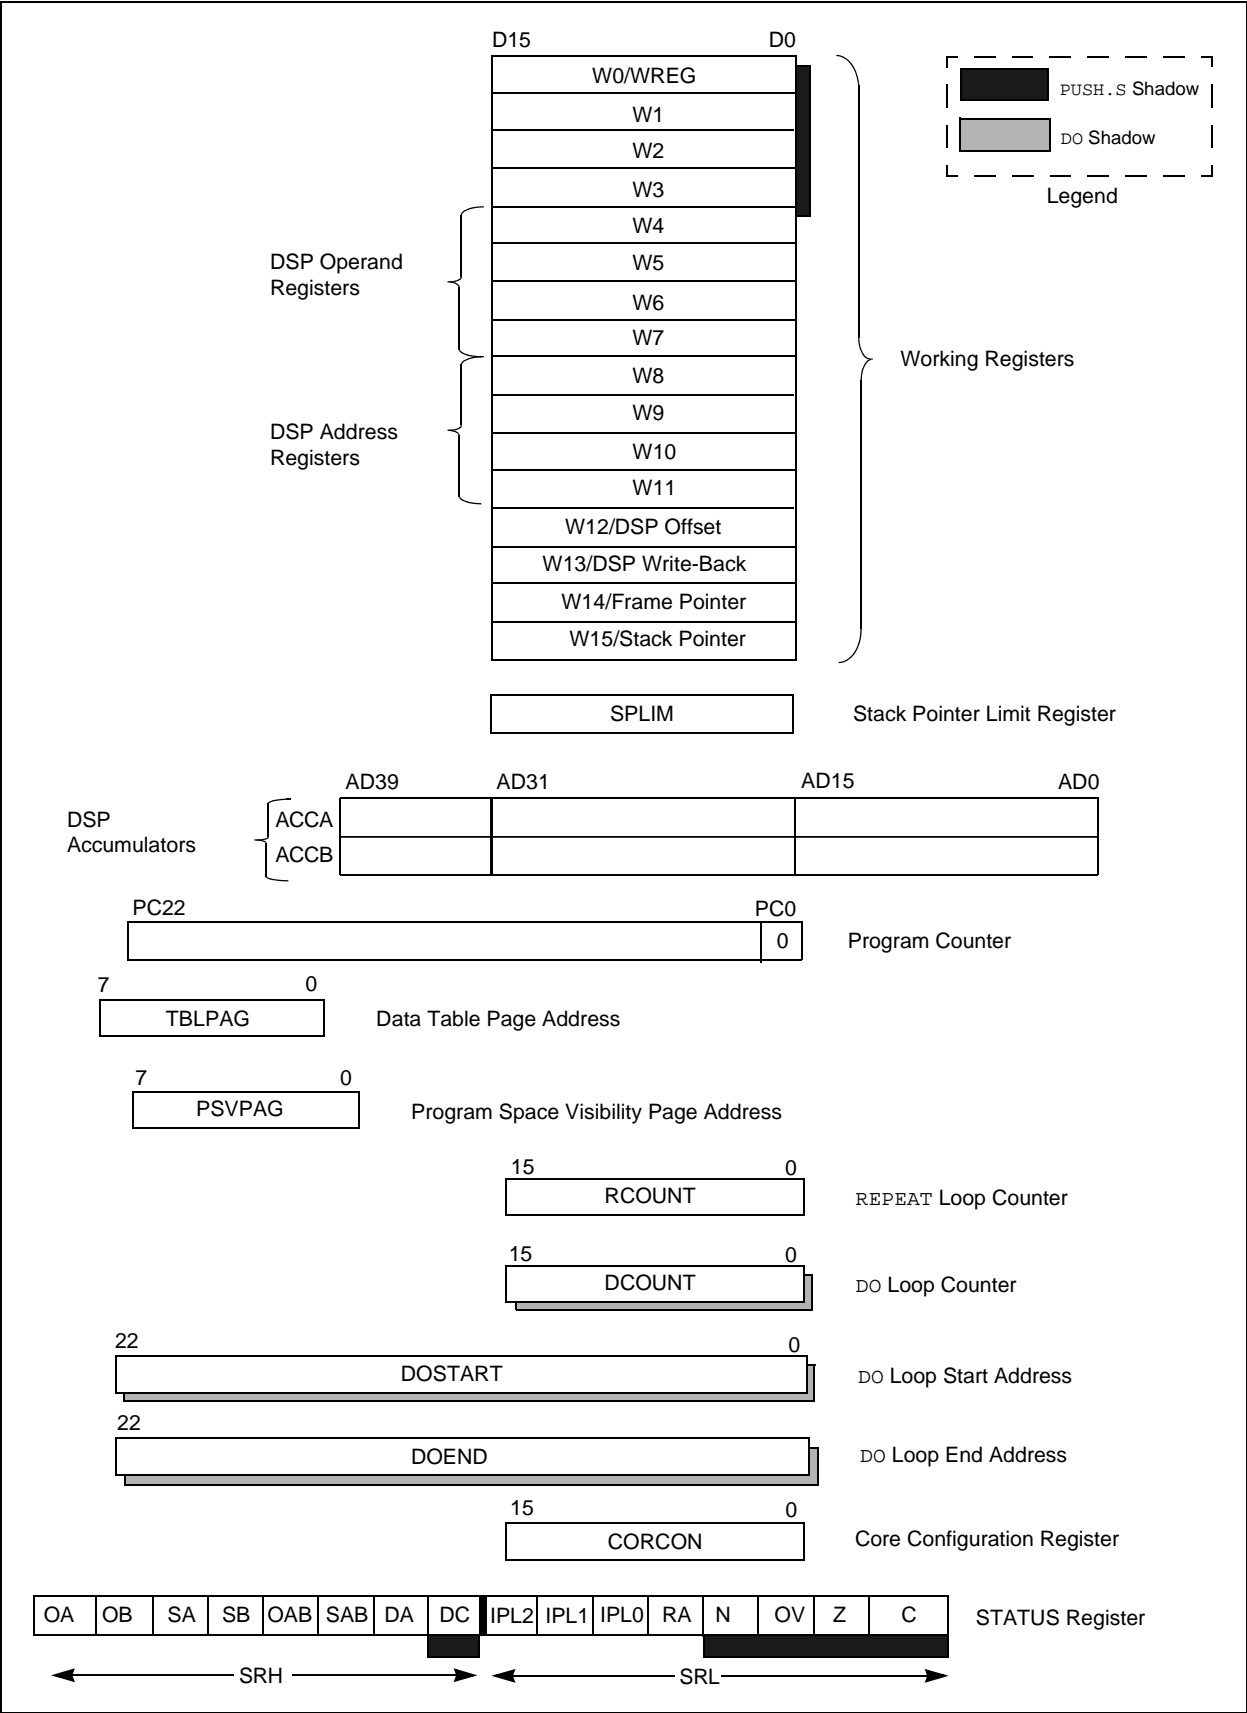 D15 D0
W0/WREG
W1
W2
W3
W4
W5
W6
W7
W8
W9
W10
W11
W12/DSP Offset
W13/DSP Write-Back
W14/Frame Pointer
W15/Stack Pointer
PUSH.S Shadow
DO Shadow
Legend
DSP Operand
Registers
DSP Address
Registers
Working Registers
SPLIM Stack Pointer Limit Register
AD39 AD31 AD15 AD0
DSP
Accumulators
ACCA
ACCB
PC22 PC0
0 Program Counter
7 0
TBLPAG Data Table Page Address
7 0
PSVPAG Program Space Visibility Page Address
15 0
RCOUNT REPEAT Loop Counter
15 0
DCOUNT DO Loop Counter
22 0
DOSTART DO Loop Start Address
22
DOEND DO Loop End Address
15 0
CORCON Core Configuration Register
OA OB SA SB OAB SAB DA DC IPL2 IPL1 IPL0 RA N OV Z C STATUS Register
SRH SRL